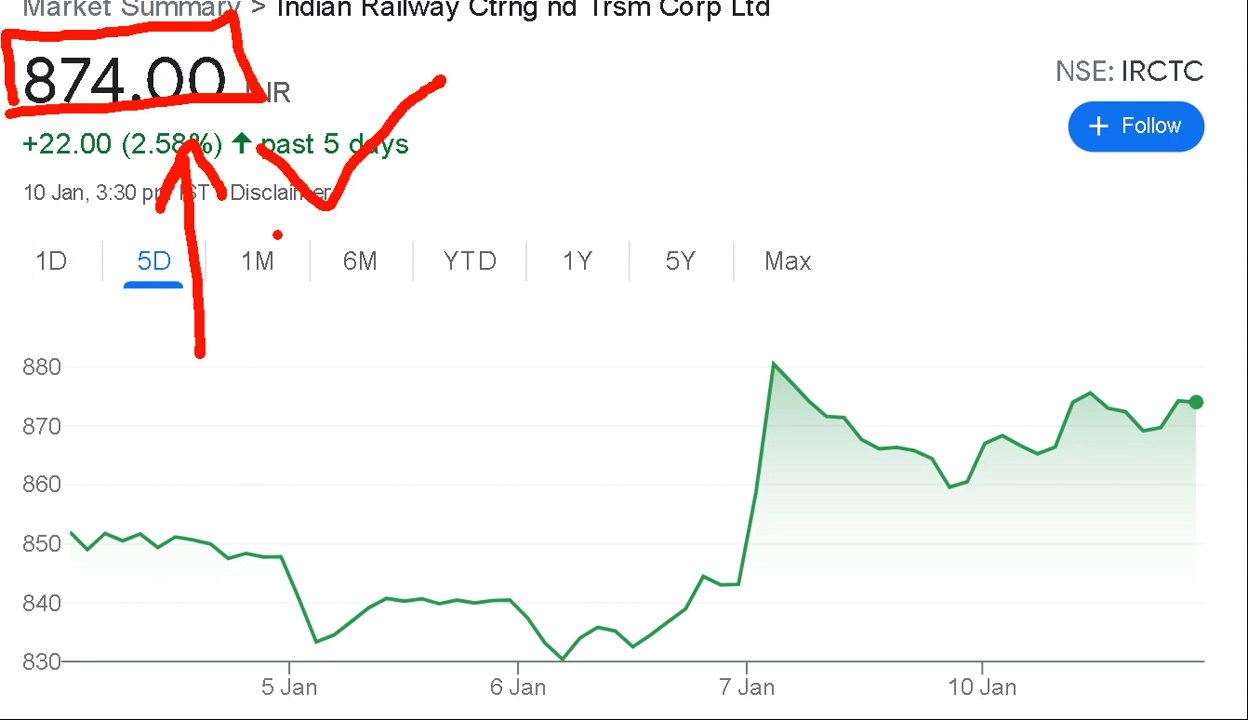 Market Summary > Indian Railway Ctrng nd Trsm Corp Ltd
874.00 INR
NSE: IRCTC
+ Follow
+22.00 (2.58%) ↑ past 5 days
10 Jan, 3:30 pm IST • Disclaimer
1D 5D 1M 6M YTD 1Y 5Y Max
880
870
860
850
840
830
5 Jan 6 Jan 7 Jan 10 Jan